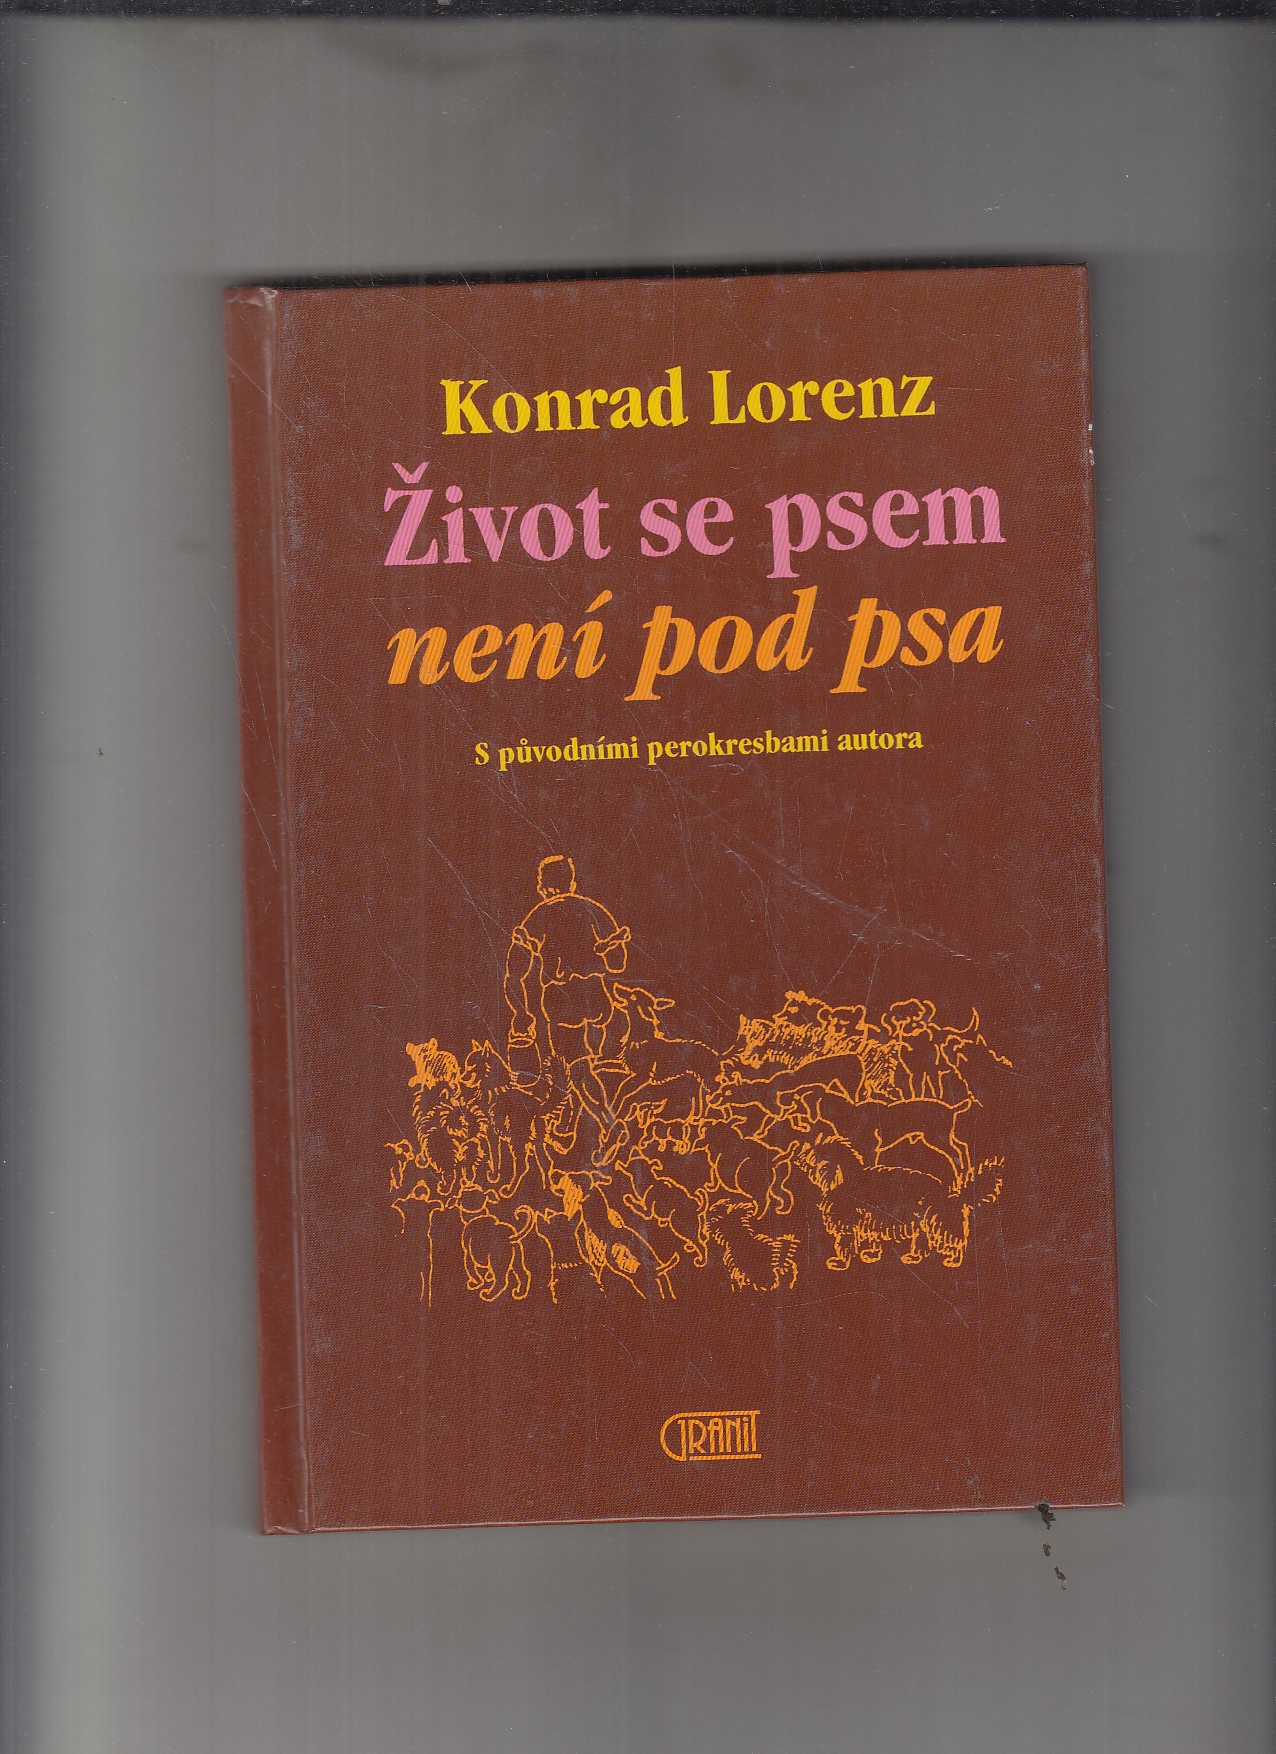 Konrad Lorenz
Život se psem
není pod psa
S původními perokresbami autora
GRANIT